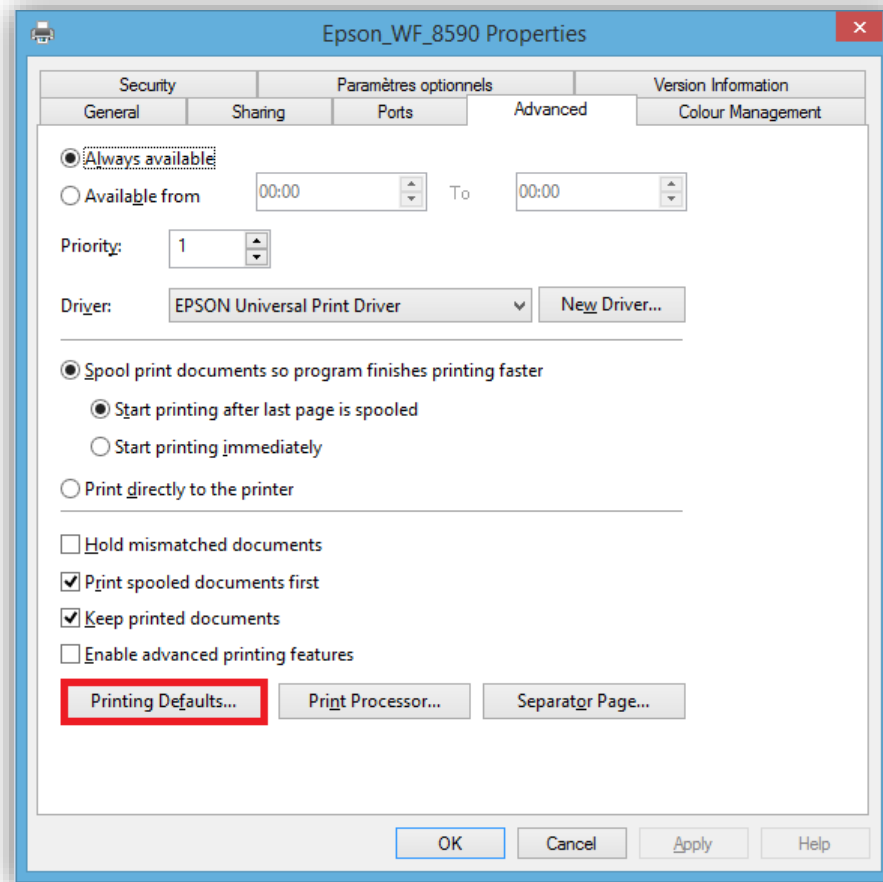 Epson_WF_8590 Properties
Security Paramètres optionnels Version Information
General Sharing Ports Advanced Colour Management
Always available
Available from 00:00 To 00:00
Priority: 1
Driver: EPSON Universal Print Driver New Driver...
Spool print documents so program finishes printing faster
Start printing after last page is spooled
Start printing immediately
Print directly to the printer
Hold mismatched documents
Print spooled documents first
Keep printed documents
Enable advanced printing features
Printing Defaults... Print Processor... Separator Page...
OK Cancel Apply Help